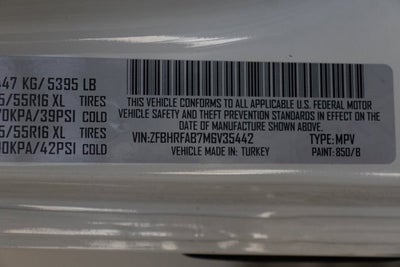 447 KG/ 5395 LB
5/55R16 XL TIRES
0KPA/39PSI COLD
5/55R16 XL TIRES
0KPA/42PSI COLD
THIS VEHICLE CONFORMS TO ALL APPLICABLE U.S. FEDERAL MOTOR
VEHICLE SAFETY, BUMPER, AND THEFT PREVENTION STANDARDS IN
EFFECT ON THE DATE OF MANUFACTURE SHOWN ABOVE.
VIN:ZFBHRFAB7M6V35442 TYPE: MPV
MADE IN: TURKEY PAINT: 850/B